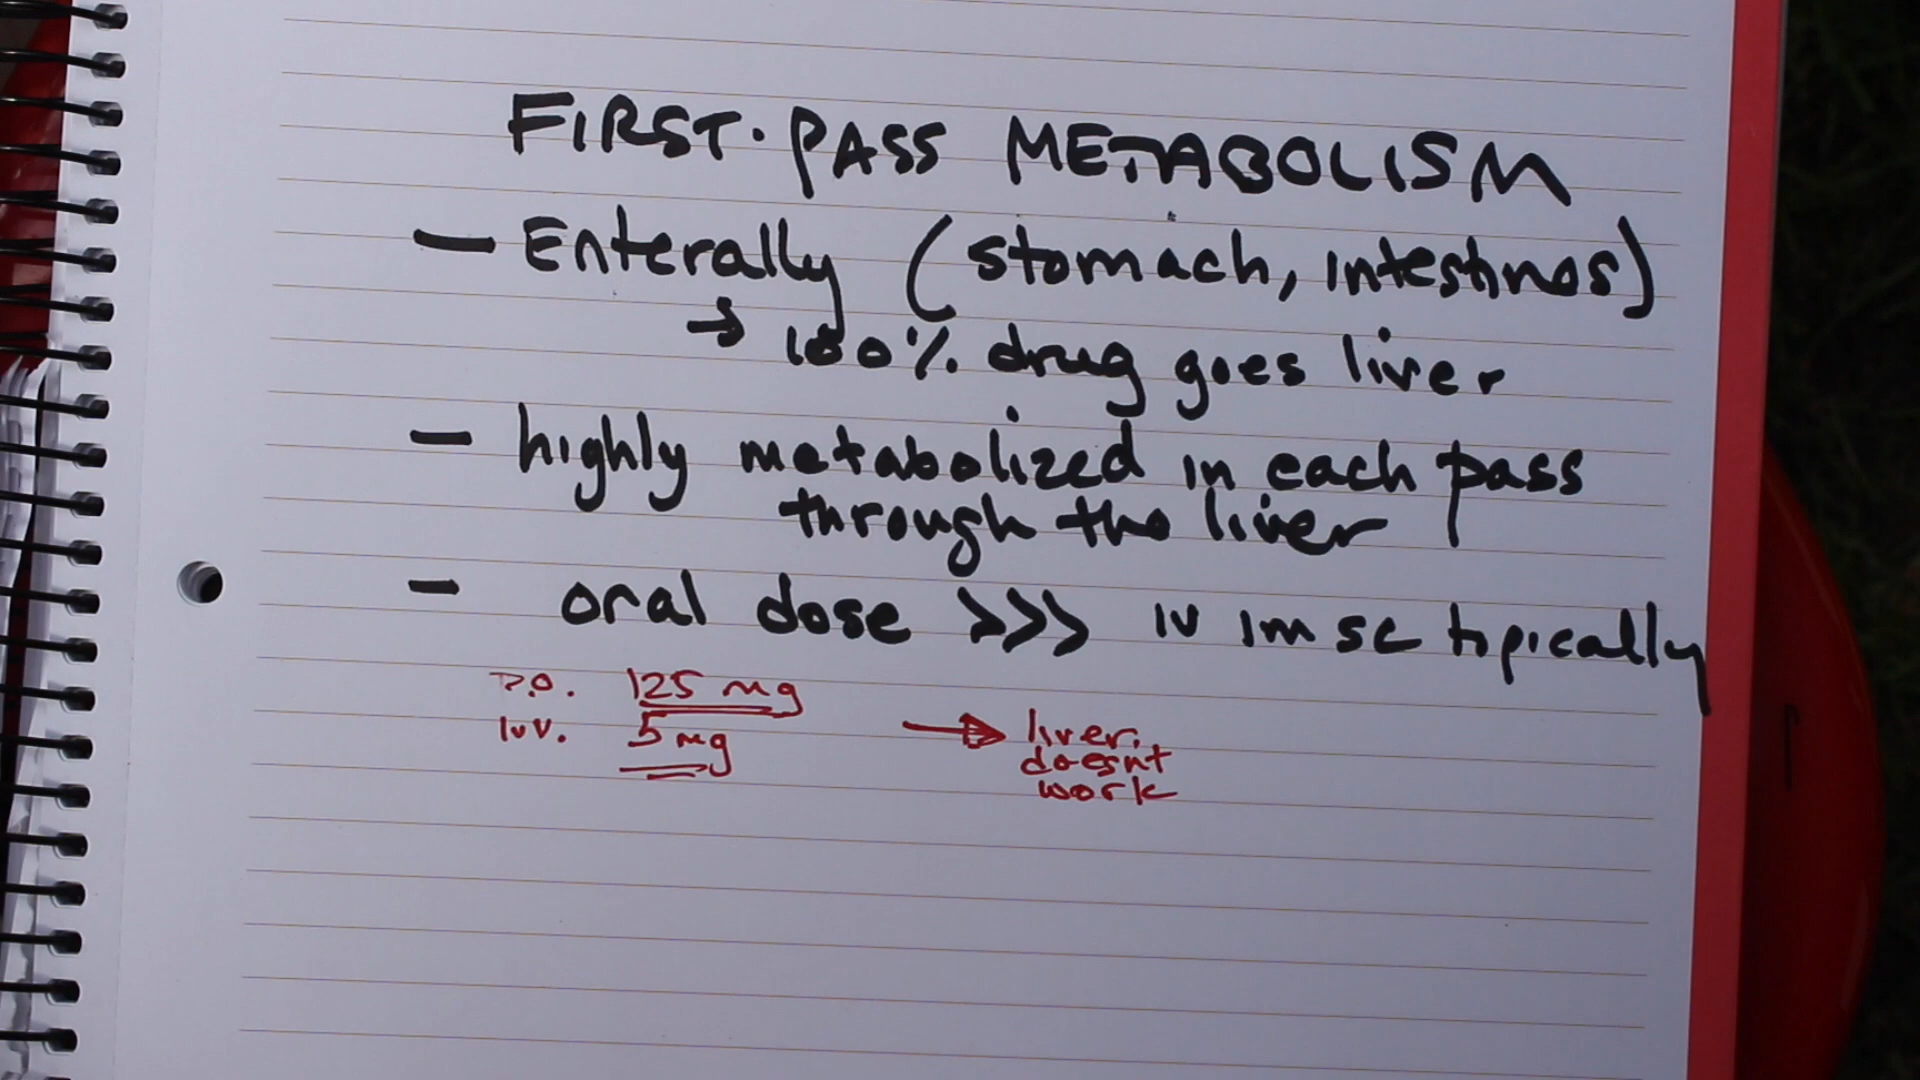 FIRST-PASS METABOLISM
- Enterally (stomach, intestines)
→ 100% drug goes liver
- highly metabolized in each pass
through the liver
- oral dose >>> IV IM SC typically
P.O. 125 mg
I.V. 5 mg → liver
doesn't
work